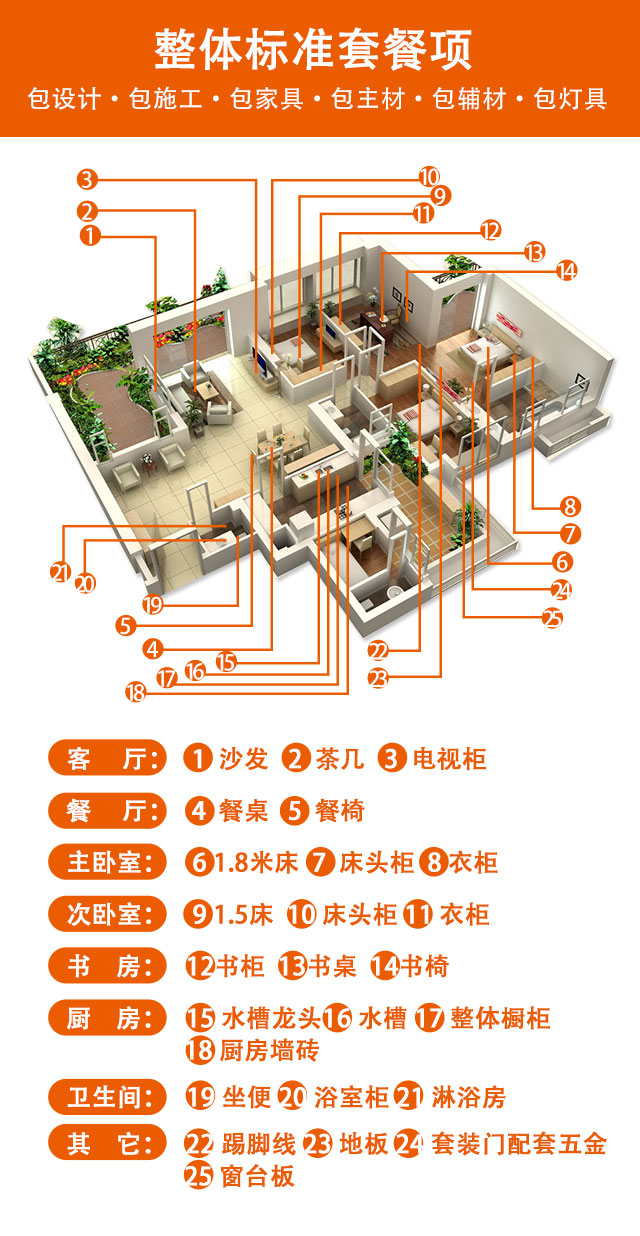 整体标准套餐项
包设计·包施工·包家具·包主材·包辅材·包灯具
3
2
1
10
9
11
12
13
14
8
7
6
24
25
21
20
19
5
4
15
16
17
18
22
23
客 厅： 1 沙发 2 茶几 3 电视柜
餐 厅： 4 餐桌 5 餐椅
主卧室： 6 1.8米床 7 床头柜 8 衣柜
次卧室： 9 1.5床 10 床头柜 11 衣柜
书 房： 12 书柜 13 书桌 14 书椅
厨 房： 15 水槽龙头 16 水槽 17 整体橱柜
18 厨房墙砖
卫生间： 19 坐便 20 浴室柜 21 淋浴房
其 它： 22 踢脚线 23 地板 24 套装门配套五金
25 窗台板